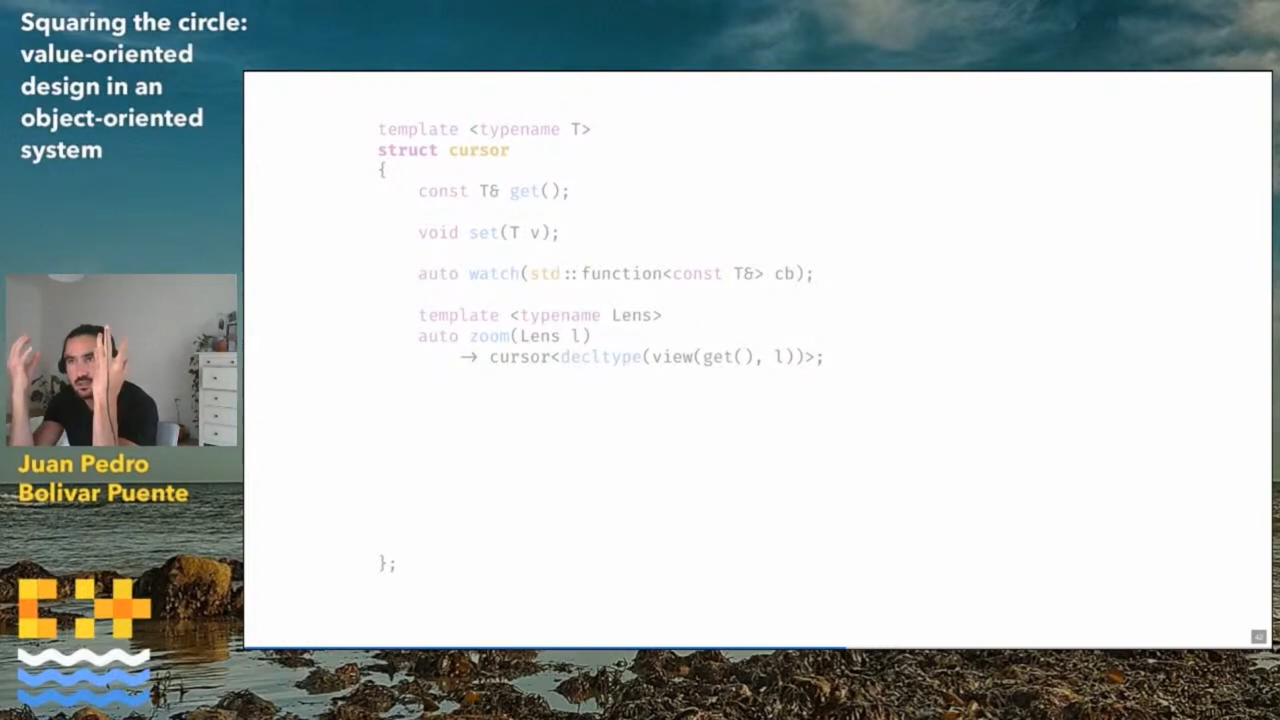 Squaring the circle:
value-oriented
design in an
object-oriented
system
template <typename T>
struct cursor
{
const T& get();
void set(T v);
auto watch(std::function<const T&> cb);
template <typename Lens>
auto zoom(Lens l)
→ cursor<decltype(view(get(), l))>;
};
Juan Pedro
Bolivar Puente
42